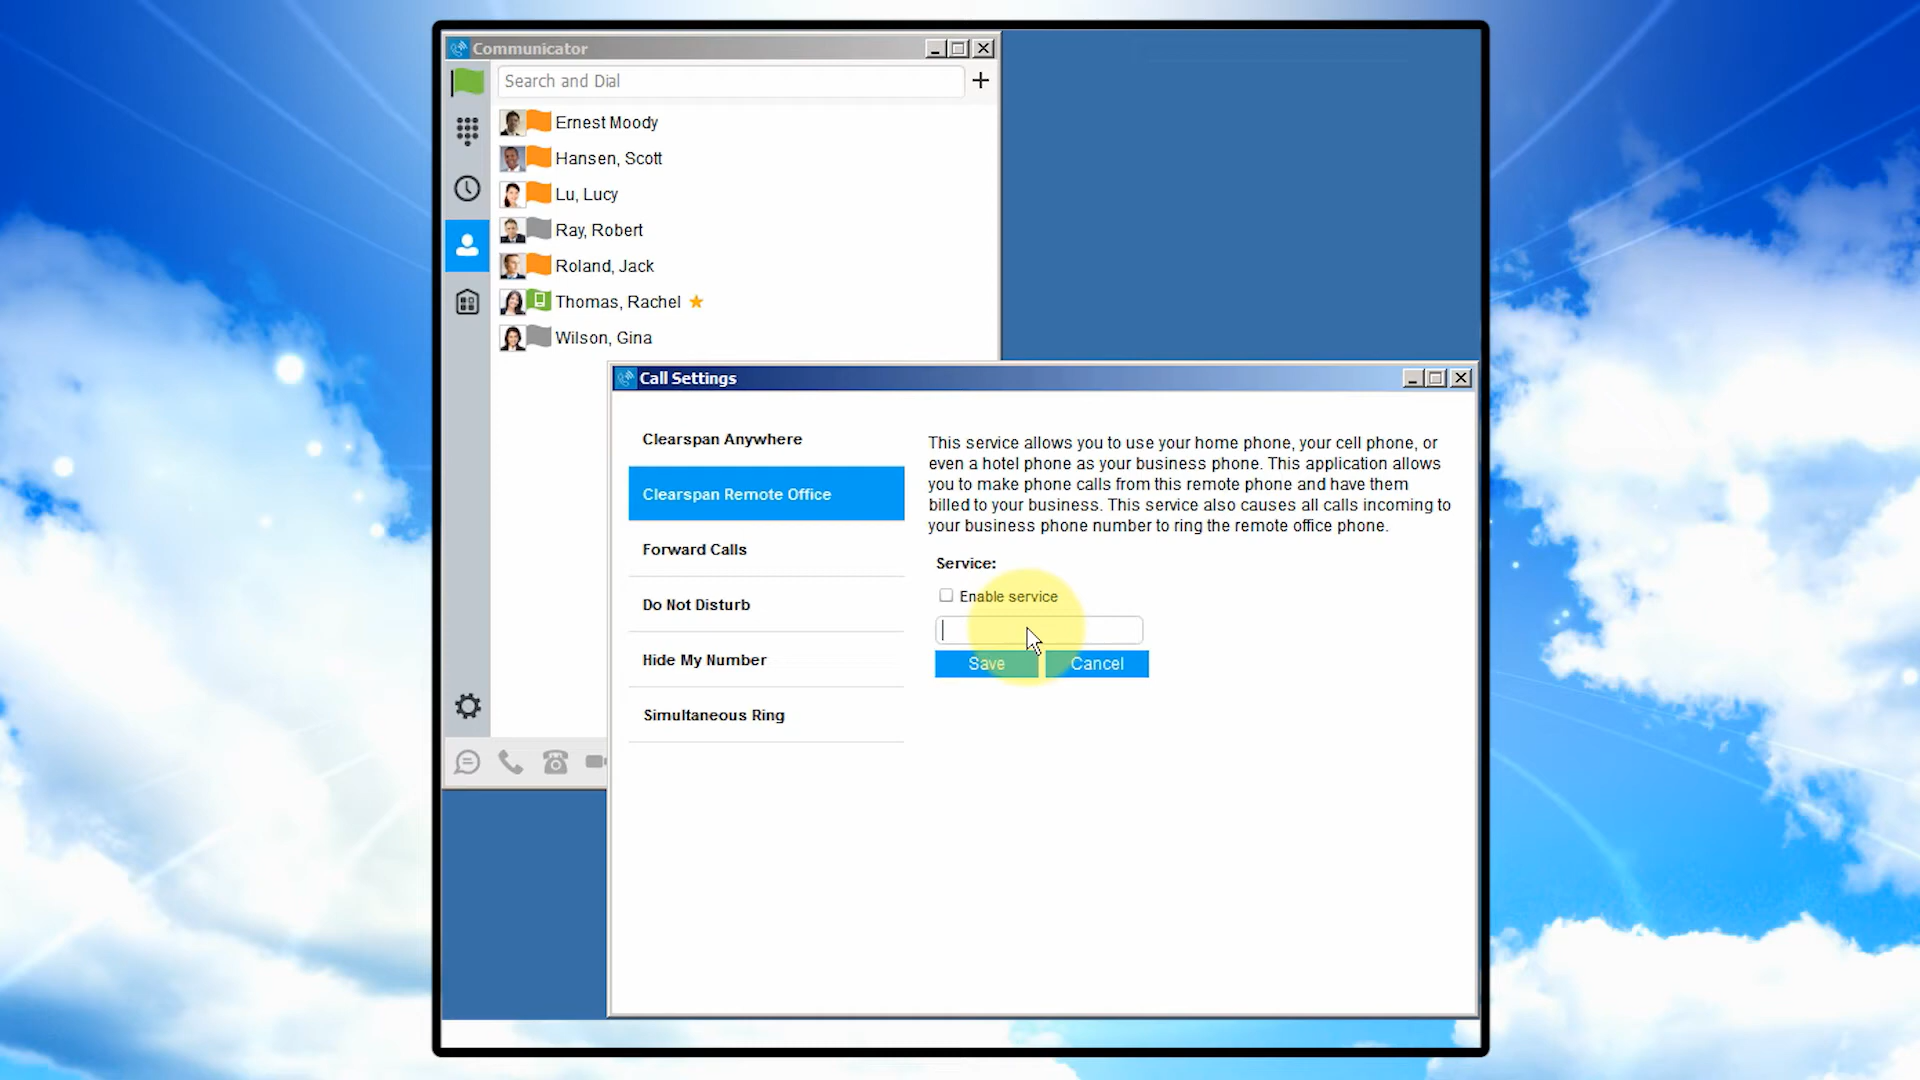 Communicator
Search and Dial
Ernest Moody
Hansen, Scott
Lu, Lucy
Ray, Robert
Roland, Jack
Thomas, Rachel
Wilson, Gina
Call Settings
Clearspan Anywhere
Clearspan Remote Office
Forward Calls
Do Not Disturb
Hide My Number
Simultaneous Ring
This service allows you to use your home phone, your cell phone, or
even a hotel phone as your business phone. This application allows
you to make phone calls from this remote phone and have them
billed to your business. This service also causes all calls incoming to
your business phone number to ring the remote office phone.
Service:
Enable service
Save
Cancel